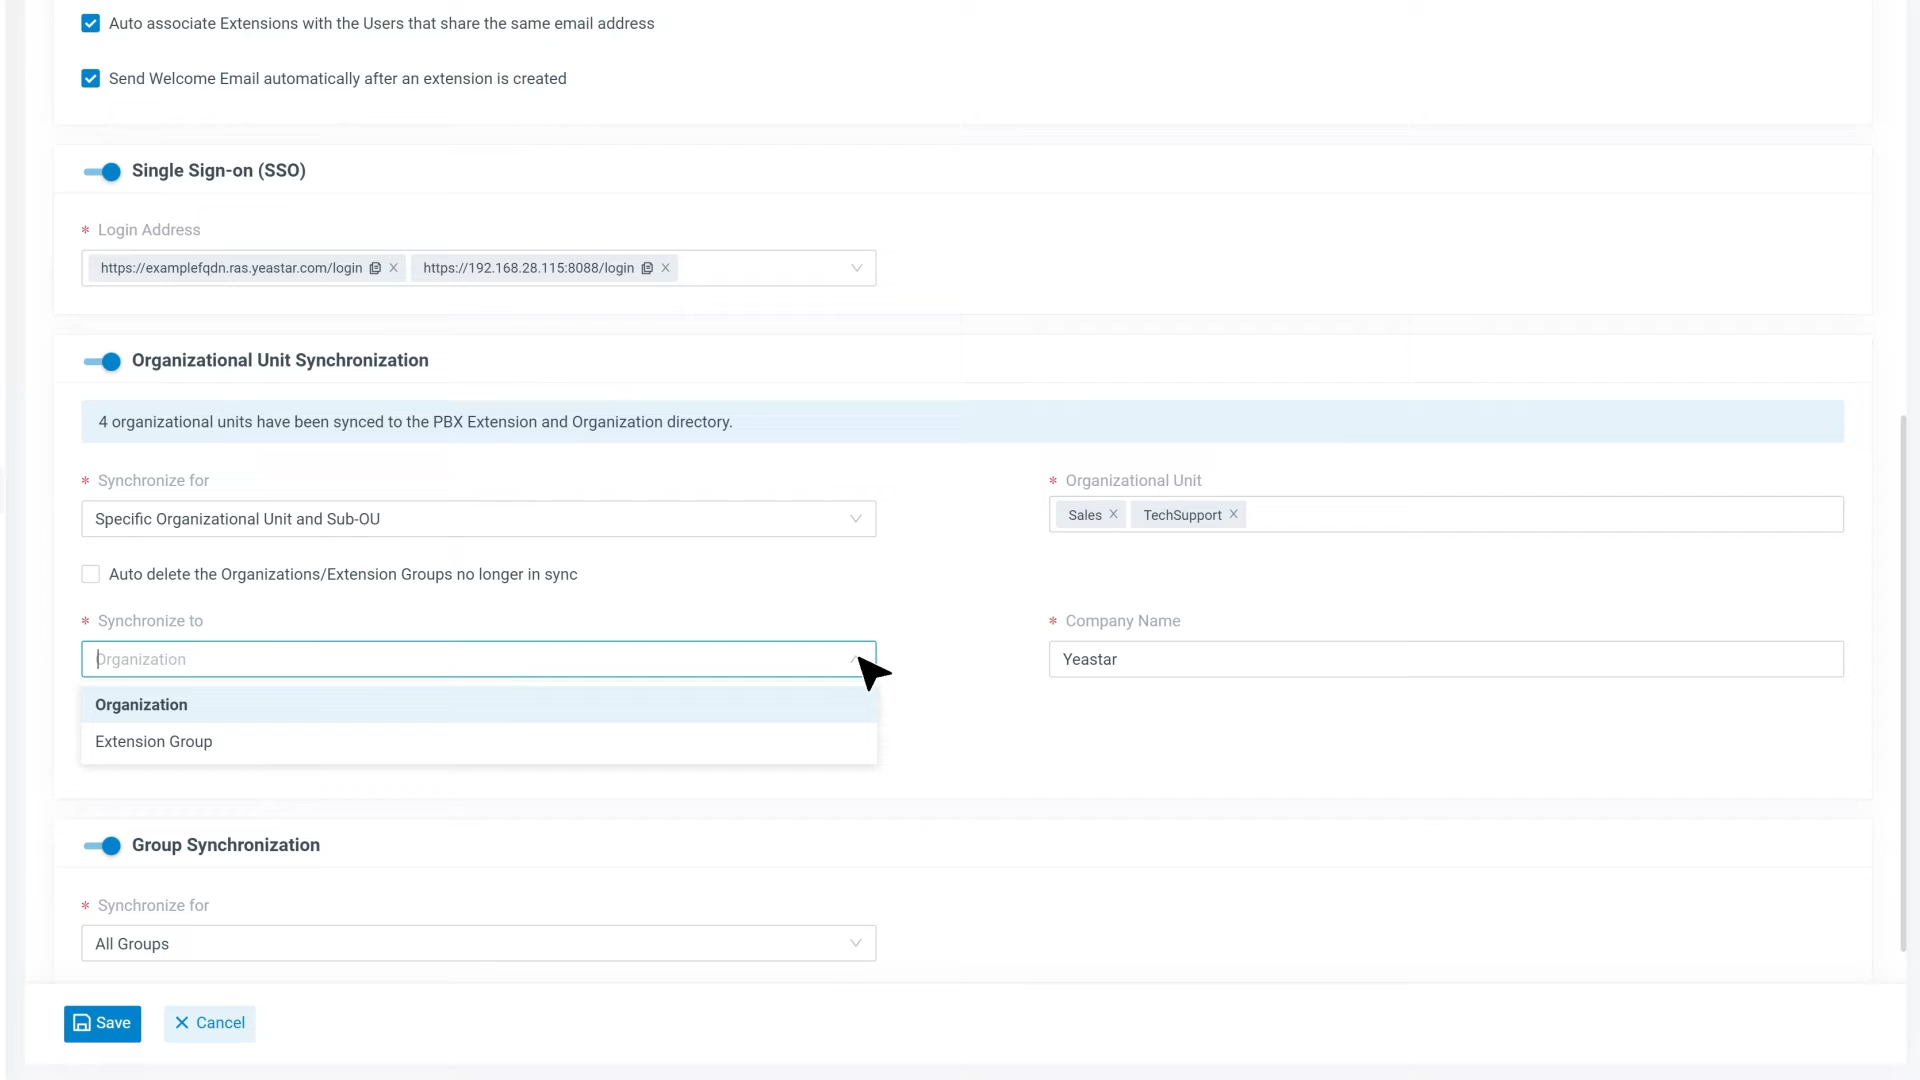 Auto associate Extensions with the Users that share the same email address
Send Welcome Email automatically after an extension is created
Single Sign-on (SSO)
* Login Address
https://examplefqdn.ras.yeastar.com/login https://192.168.28.115:8088/login
Organizational Unit Synchronization
4 organizational units have been synced to the PBX Extension and Organization directory.
* Synchronize for
Specific Organizational Unit and Sub-OU
* Organizational Unit
Sales TechSupport
Auto delete the Organizations/Extension Groups no longer in sync
* Synchronize to
Organization
* Company Name
Yeastar
Organization
Extension Group
Group Synchronization
* Synchronize for
All Groups
Save Cancel